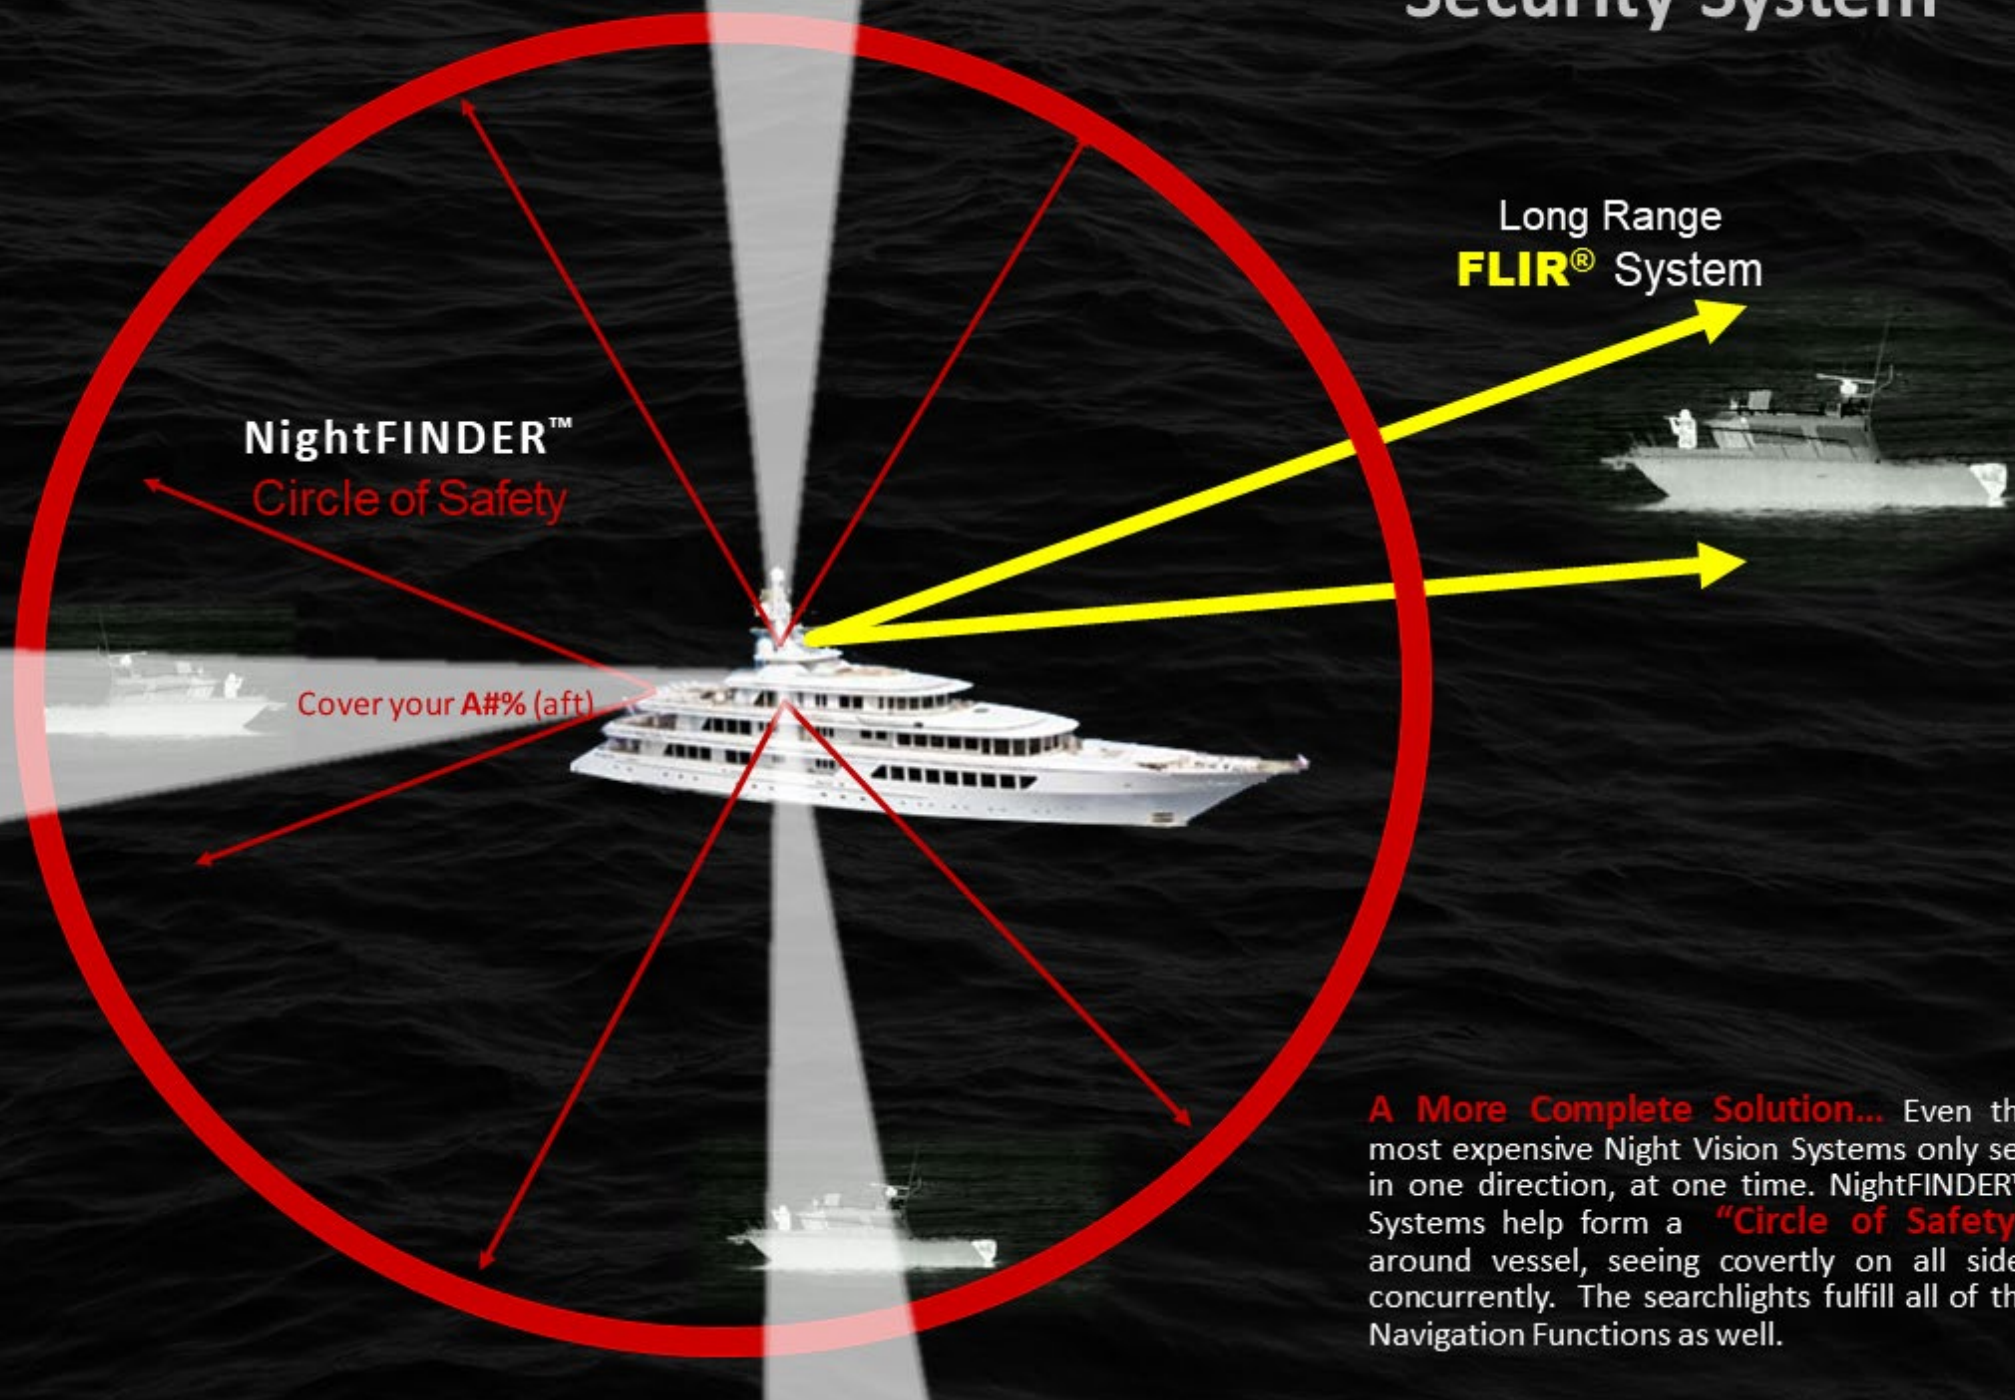 Security System
Long Range
FLIR® System
NightFINDER™
Circle of Safety
Cover your A#% (aft)
A More Complete Solution... Even th
most expensive Night Vision Systems only se
in one direction, at one time. NightFINDER™
Systems help form a “Circle of Safety
around vessel, seeing covertly on all side
concurrently. The searchlights fulfill all of th
Navigation Functions as well.